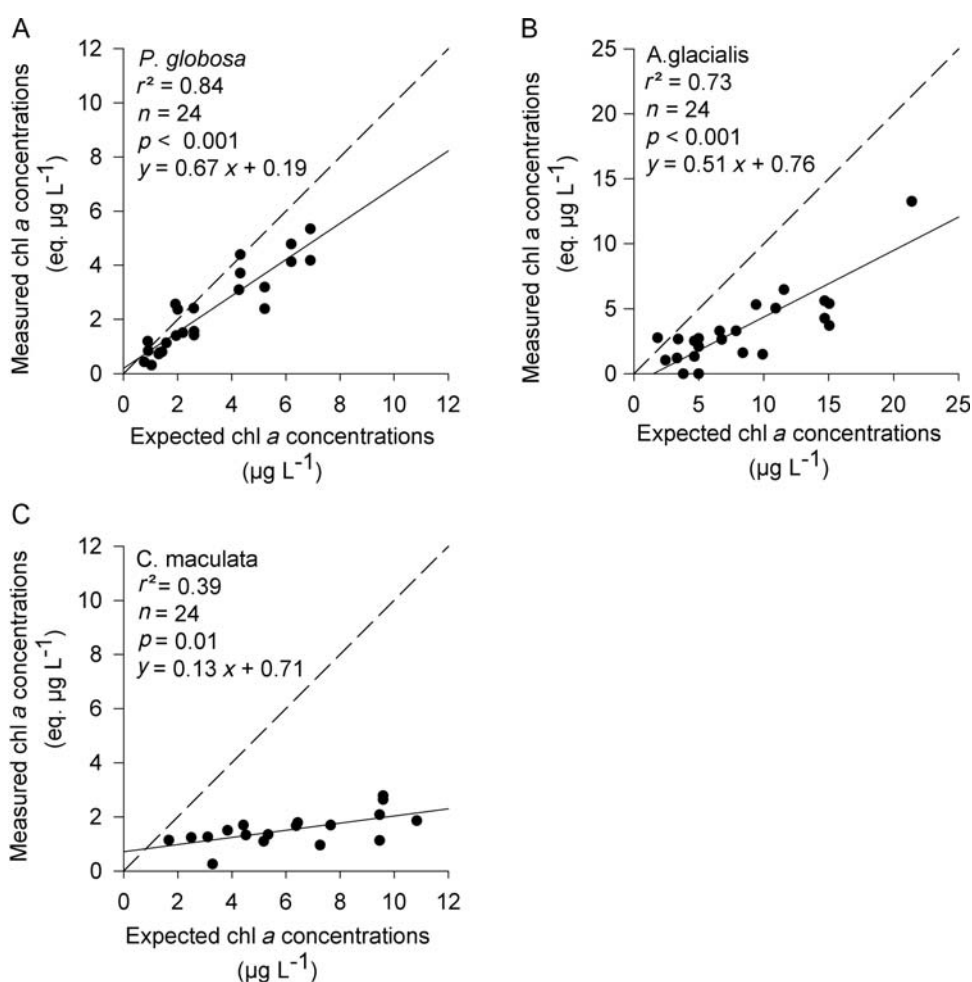 A
P. globosa
r² = 0.84
n = 24
p < 0.001
y = 0.67 x + 0.19
12
10
8
6
4
2
0
0 2 4 6 8 10 12
Measured chl a concentrations
(eq. µg L⁻¹)
Expected chl a concentrations
(µg L⁻¹)
B
A.glacialis
r² = 0.73
n = 24
p < 0.001
y = 0.51 x + 0.76
25
20
15
10
5
0
0 5 10 15 20 25
Measured chl a concentrations
(eq. µg L⁻¹)
Expected chl a concentrations
(µg L⁻¹)
C
C. maculata
r² = 0.39
n = 24
p = 0.01
y = 0.13 x + 0.71
12
10
8
6
4
2
0
0 2 4 6 8 10 12
Measured chl a concentrations
(eq. µg L⁻¹)
Expected chl a concentrations
(µg L⁻¹)